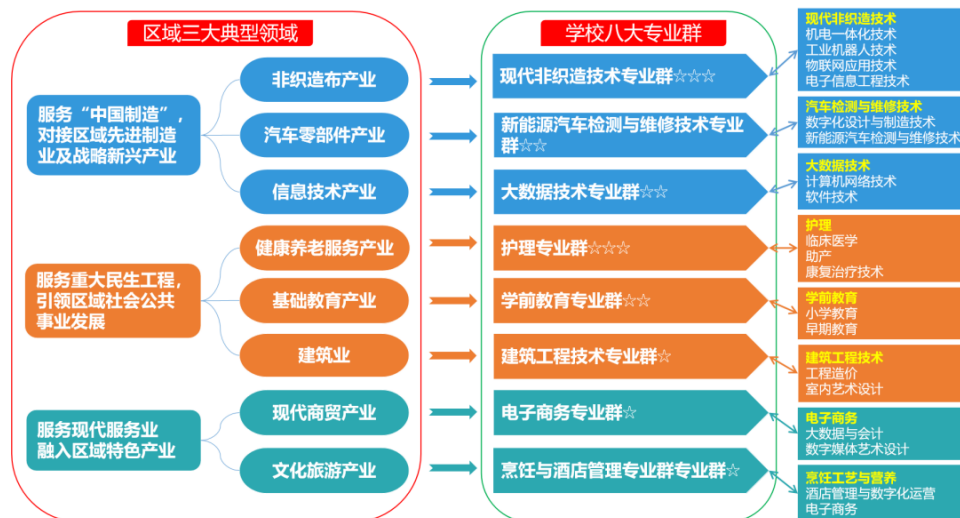 区域三大典型领域
学校八大专业群
服务“中国制造”，
对接区域先进制造
业及战略新兴产业
非织造布产业
汽车零部件产业
信息技术产业
现代非织造技术专业群☆☆☆
新能源汽车检测与维修技术专业
群☆☆
大数据技术专业群☆☆
现代非织造技术
机电一体化技术
工业机器人技术
物联网应用技术
电子信息工程技术
汽车检测与维修技术
数字化设计与制造技术
新能源汽车检测与维修技术
大数据技术
计算机网络技术
软件技术
服务重大民生工程，
引领区域社会公共
事业发展
健康养老服务产业
基础教育产业
建筑业
护理专业群☆☆☆
学前教育专业群☆☆
建筑工程技术专业群☆
护理
临床医学
助产
康复治疗技术
学前教育
小学教育
早期教育
建筑工程技术
工程造价
室内艺术设计
服务现代服务业
融入区域特色产业
现代商贸产业
文化旅游产业
电子商务专业群☆
烹饪与酒店管理专业群专业群☆
电子商务
大数据与会计
数字媒体艺术设计
烹饪工艺与营养
酒店管理与数字化运营
电子商务